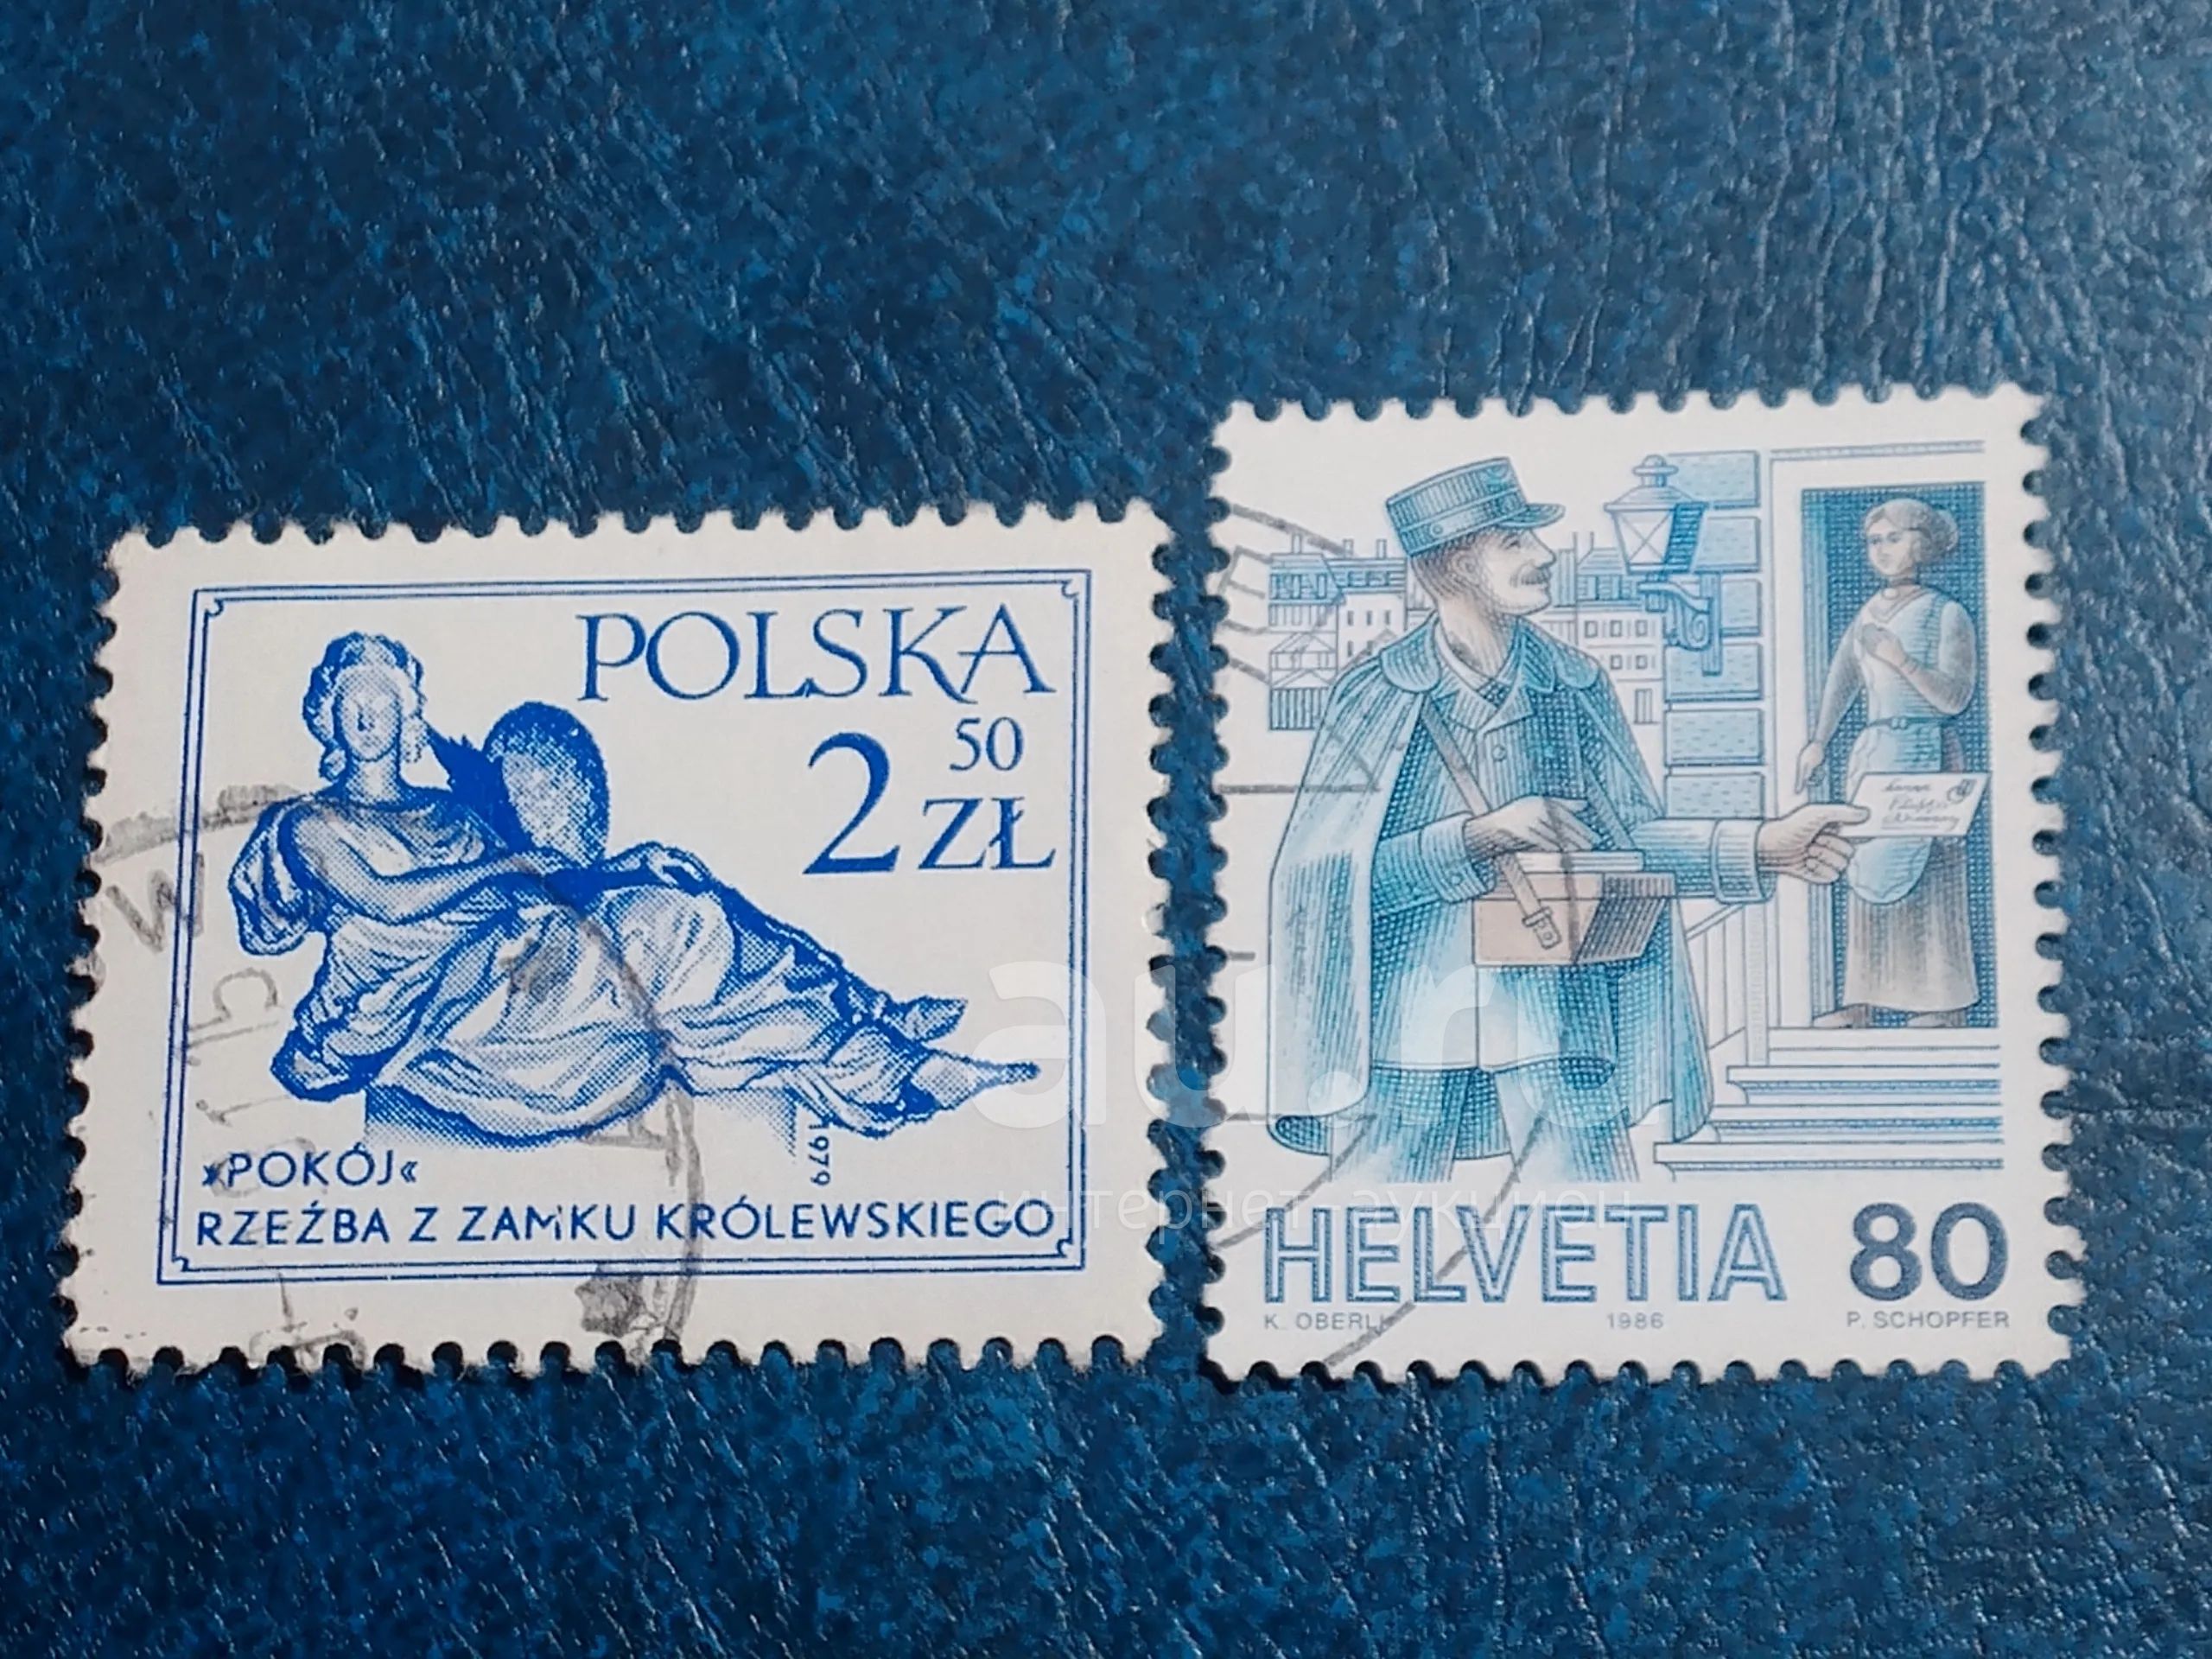 POLSKA
2 50 ZŁ
1979
»POKÓJ«
RZEŹBA Z ZAMKU KRÓLEWSKIEGO
HELVETIA 80
K. OBERLI 1986 P. SCHOPFER
au.ru
интернет-аукцион